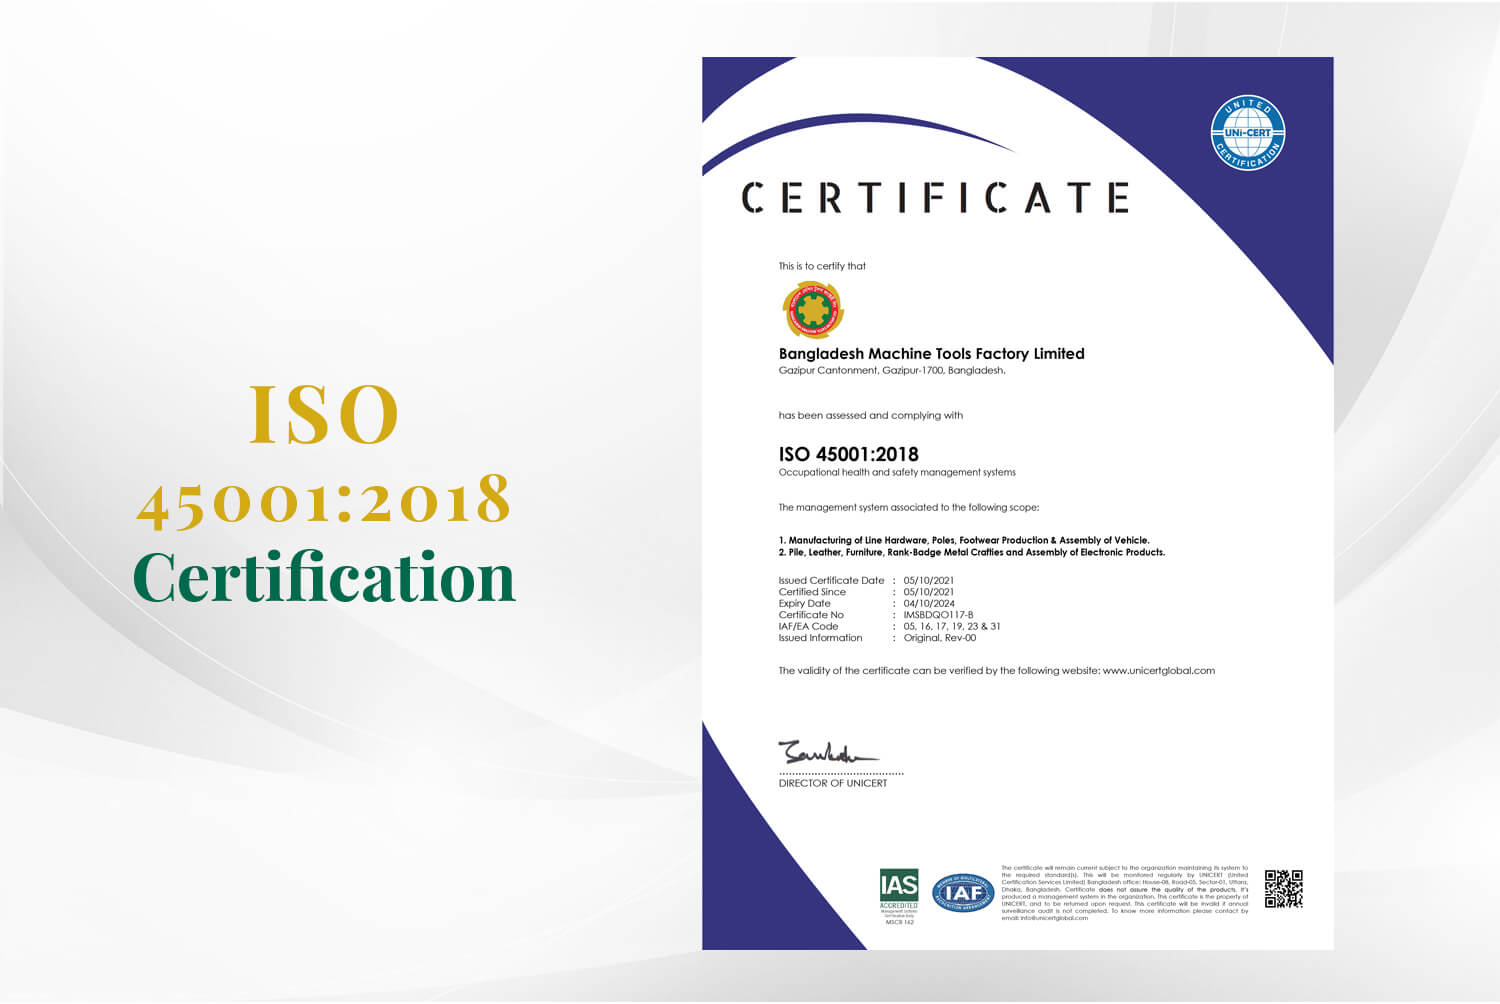 ISO
45001:2018
Certification
UNITED
UNi-CERT
CERTIFICATION
CERTIFICATE
This is to certify that
Bangladesh Machine Tools Factory Limited
Gazipur Cantonment, Gazipur-1700, Bangladesh.
has been assessed and complying with
ISO 45001:2018
Occupational health and safety management systems
The management system associated to the following scope:
1. Manufacturing of Line Hardware, Poles, Footwear Production & Assembly of Vehicle.
2. Pile, Leather, Furniture, Rank-Badge Metal Crafties and Assembly of Electronic Products.
Issued Certificate Date : 05/10/2021
Certified Since : 05/10/2021
Expiry Date : 04/10/2024
Certificate No : IMSBDQO117-B
IAF/EA Code : 05, 16, 17, 19, 23 & 31
Issued Information : Original, Rev-00
The validity of the certificate can be verified by the following website: www.unicertglobal.com
DIRECTOR OF UNICERT
IAS
ACCREDITED
Management Systems
Certification Body
MSCB 162
IAF
The certificate will remain current subject to the organization maintaining its system to
the required standard(s). This will be monitored regularly by UNICERT (United
Certification Services Limited) Bangladesh office: House-08, Road-05, Sector-01, Uttara,
Dhaka, Bangladesh. Certificate does not assure the quality of the products. It's
produced a management system in the organization. This certificate is the property of
UNICERT, and to be returned upon request. This certificate will be invalid if annual
surveillance audit is not completed. To know more information please contact by
email: info@unicertglobal.com